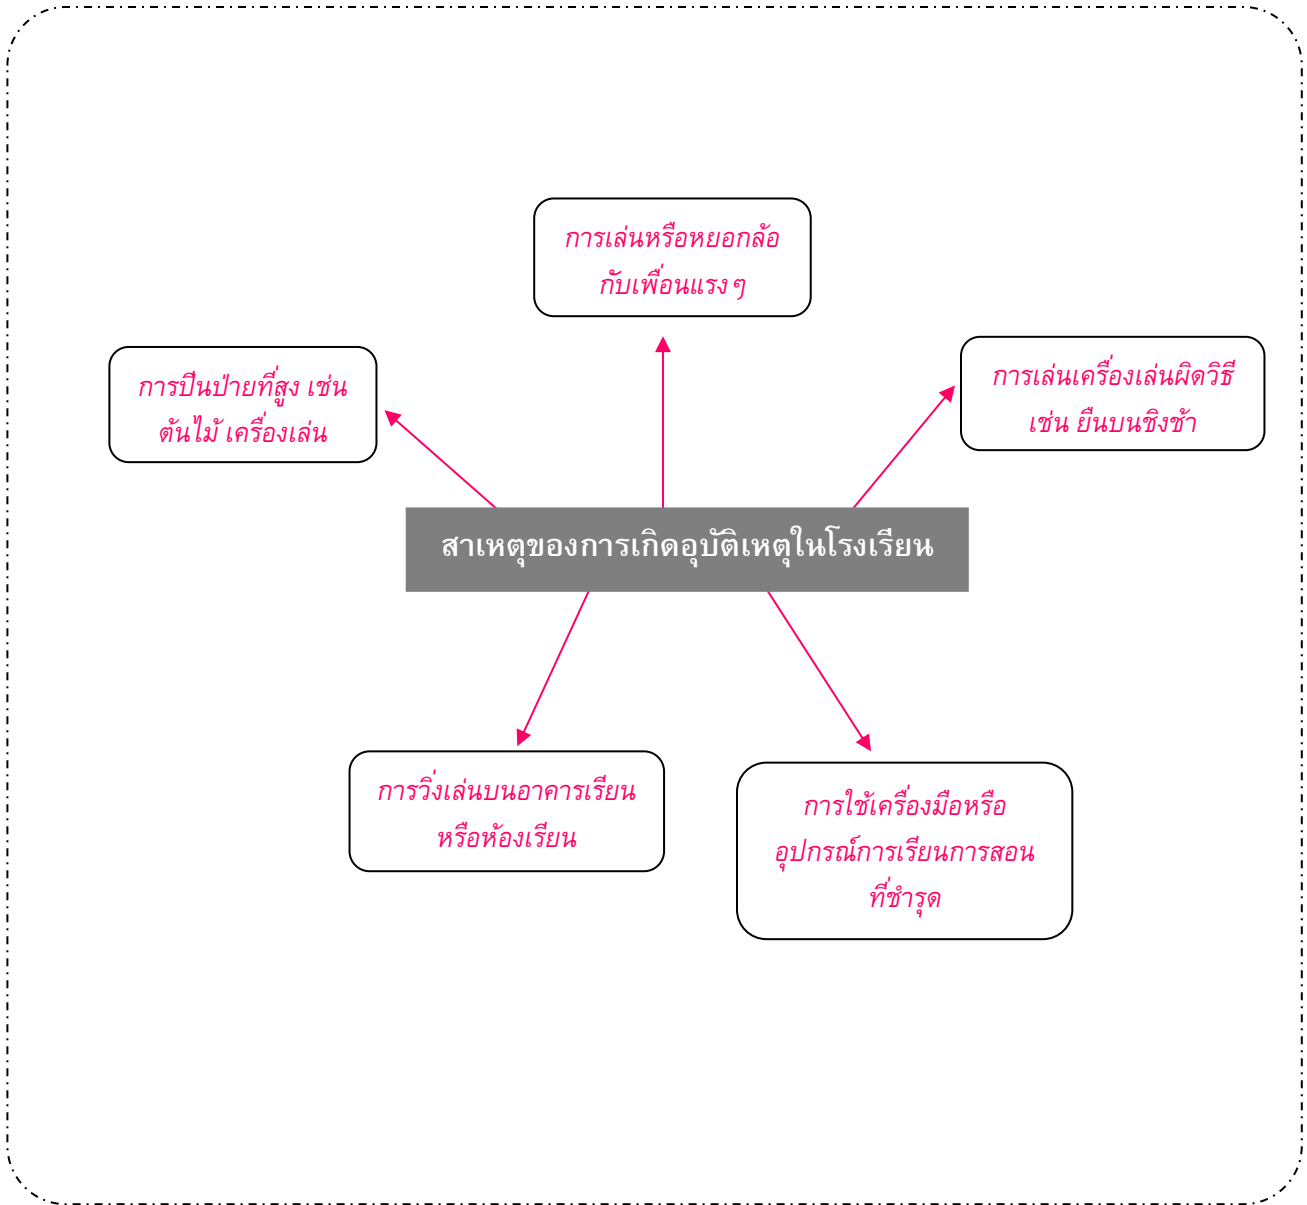 การเล่นหรือหยอกล้อ
กับเพื่อนแรง ๆ
การปีนป่ายที่สูง เช่น
ต้นไม้ เครื่องเล่น
การเล่นเครื่องเล่นผิดวิธี
เช่น ยืนบนชิงช้า
สาเหตุของการเกิดอุบัติเหตุในโรงเรียน
การวิ่งเล่นบนอาคารเรียน
หรือห้องเรียน
การใช้เครื่องมือหรือ
อุปกรณ์การเรียนการสอน
ที่ชำรุด